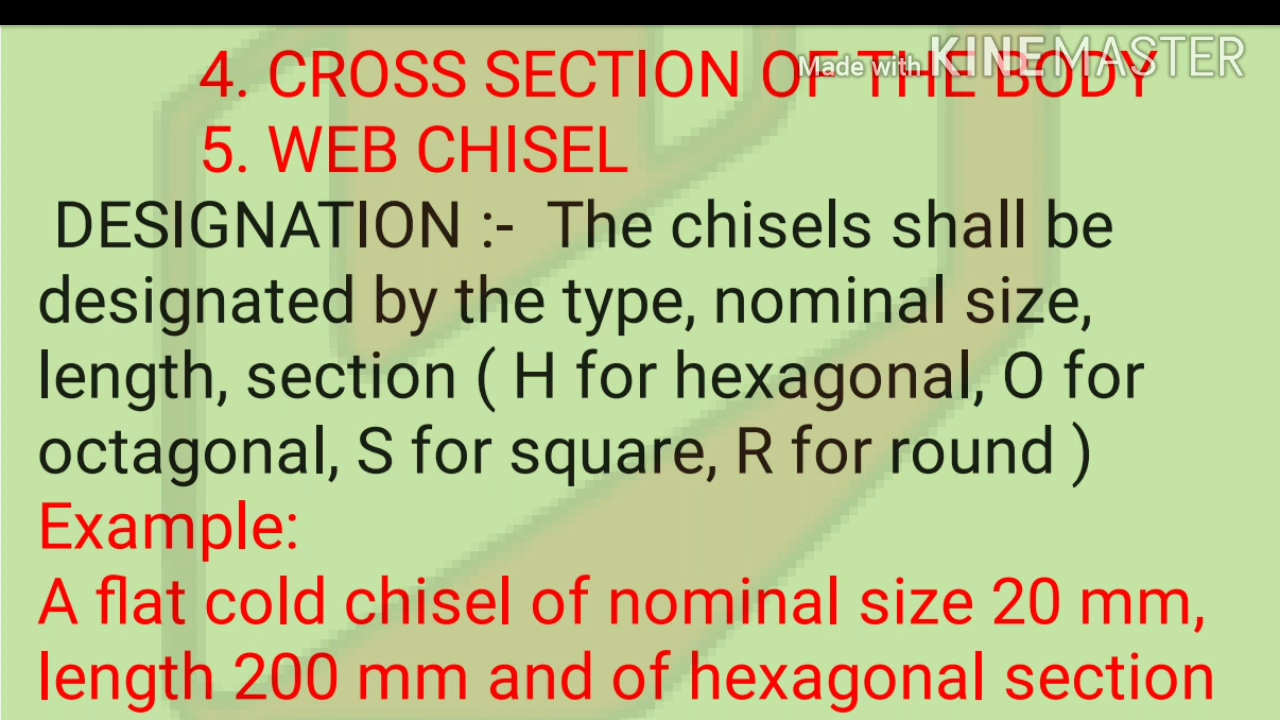 Made with KINEMASTER
4. CROSS SECTION OF THE BODY
5. WEB CHISEL
DESIGNATION :- The chisels shall be
designated by the type, nominal size,
length, section ( H for hexagonal, O for
octagonal, S for square, R for round )
Example:
A flat cold chisel of nominal size 20 mm,
length 200 mm and of hexagonal section